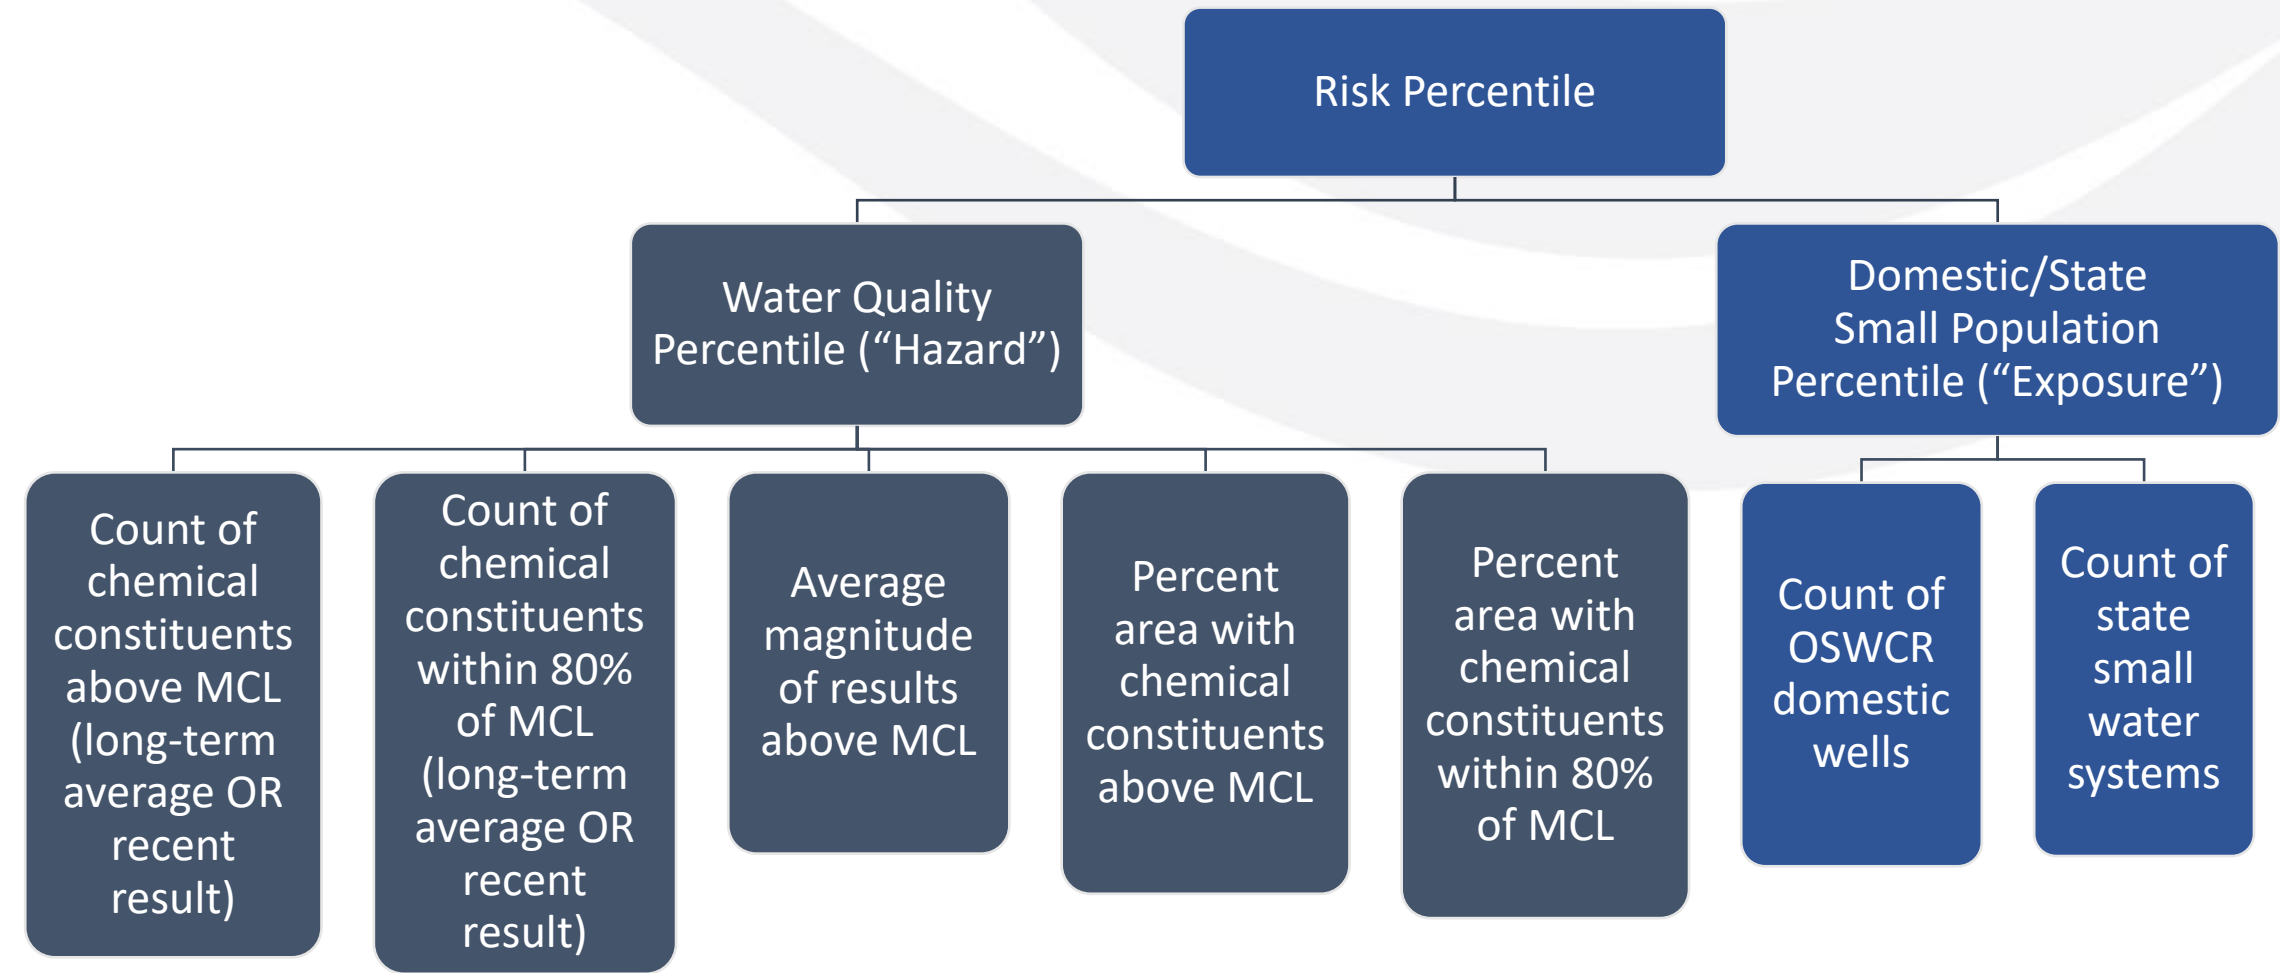 Risk Percentile
Water Quality
Percentile (“Hazard”)
Domestic/State
Small Population
Percentile (“Exposure”)
Count of
chemical
constituents
above MCL
(long-term
average OR
recent
result)
Count of
chemical
constituents
within 80%
of MCL
(long-term
average OR
recent
result)
Average
magnitude
of results
above MCL
Percent
area with
chemical
constituents
above MCL
Percent
area with
chemical
constituents
within 80%
of MCL
Count of
OSWCR
domestic
wells
Count of
state
small
water
systems